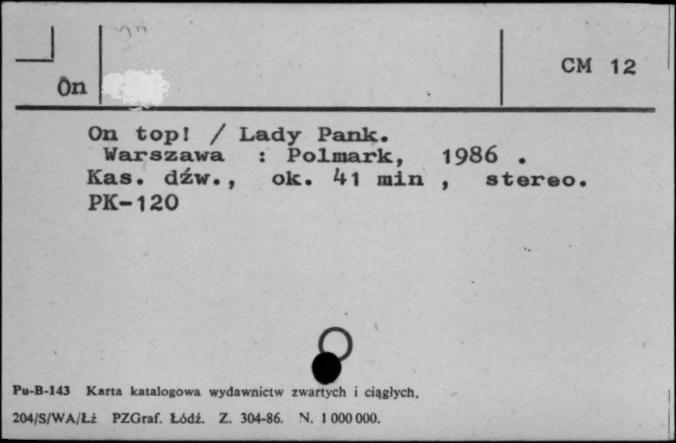 CM 12
On
On top! / Lady Pank.
Warszawa : Polmark, 1986 .
Kas. dźw., ok. 41 min , stereo.
PK-120
Pu-B-143 Karta katalogowa wydawnictw zwartych i ciągłych.
204/S/WA/Łż PZGraf. Łódź. Z. 304-86. N. 1 000 000.